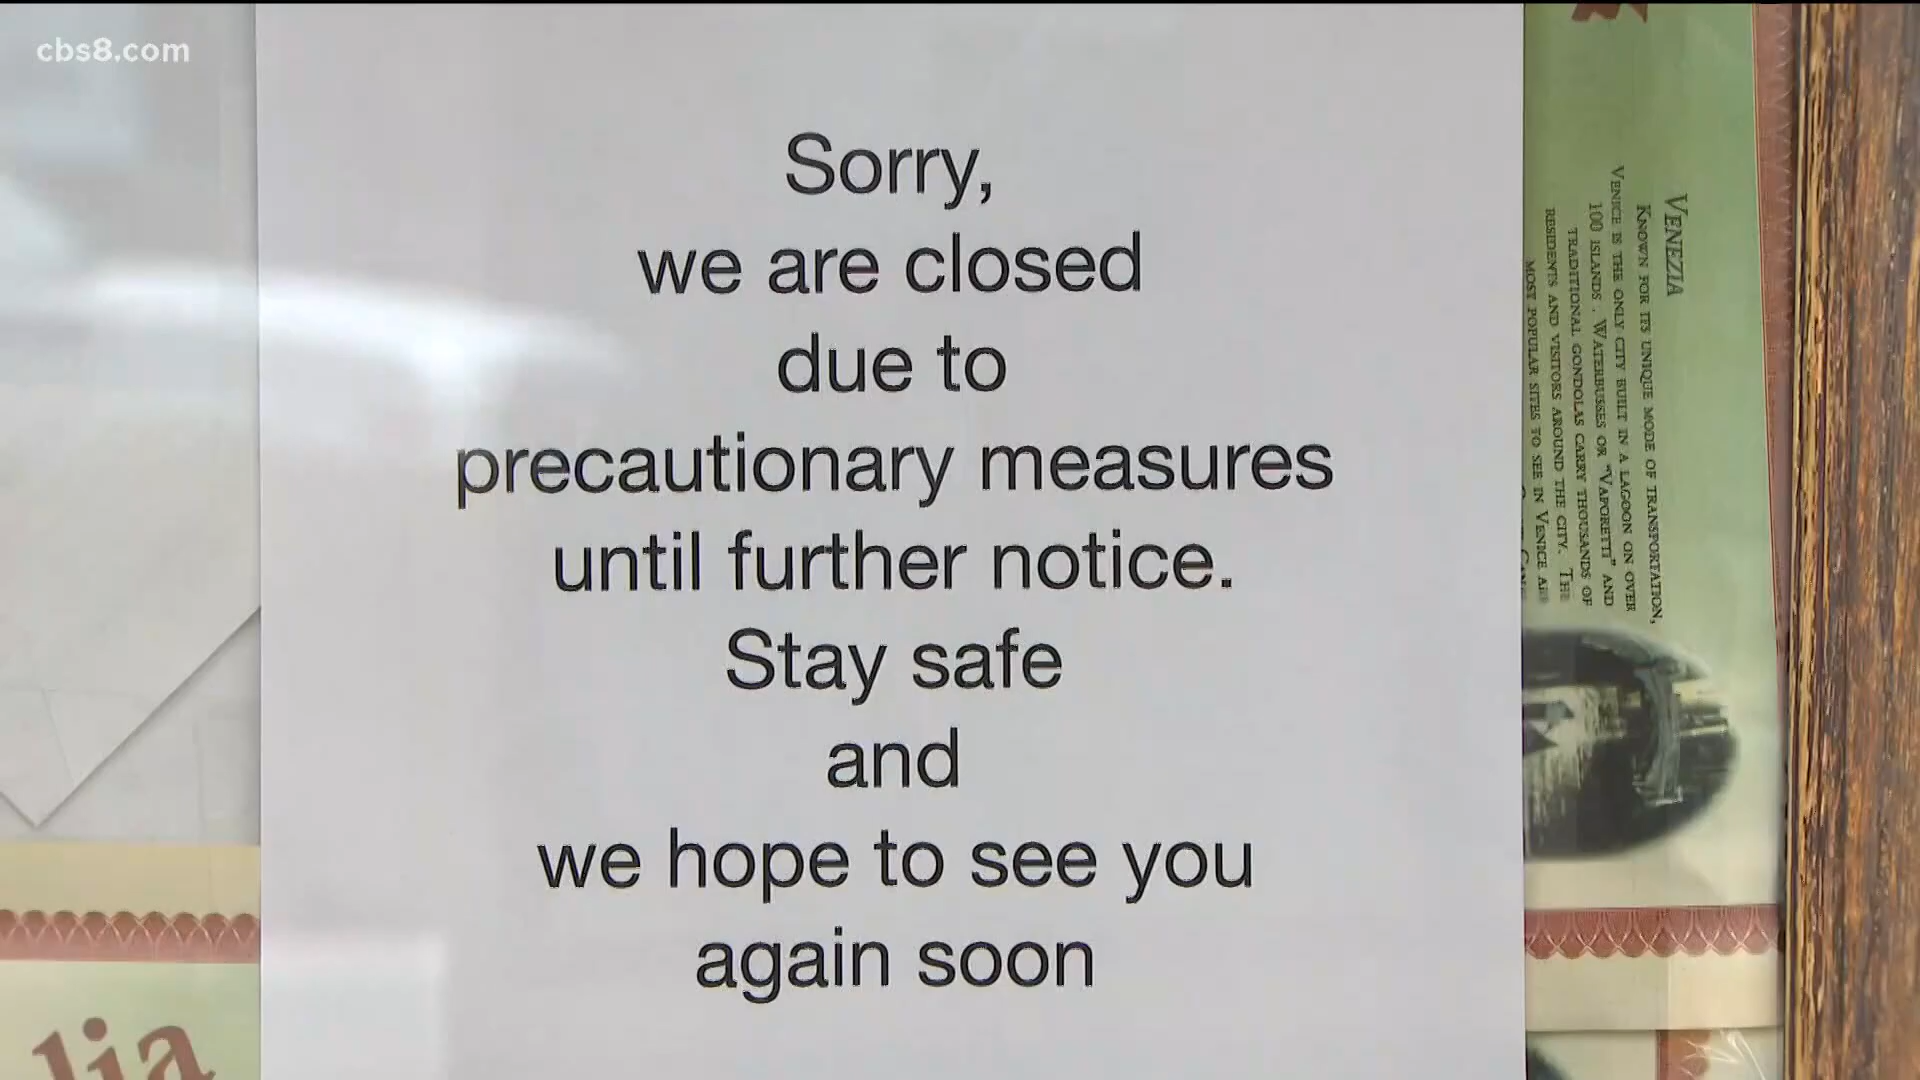 cbs8.com
Sorry,
we are closed
due to
precautionary measures
until further notice.
Stay safe
and
we hope to see you
again soon
VENEZIA
KNOWN FOR ITS UNIQUE MODE OF TRANSPORTATION,
VENICE IS THE ONLY CITY BUILT IN A LAGOON ON OVER
100 ISLANDS. WATERBUSSES OR "VAPORETTI" AND
TRADITIONAL GONDOLAS CARRY THOUSANDS OF
RESIDENTS AND VISITORS AROUND THE CITY. THE
MOST POPULAR SITES TO SEE IN VENICE ARE
lia